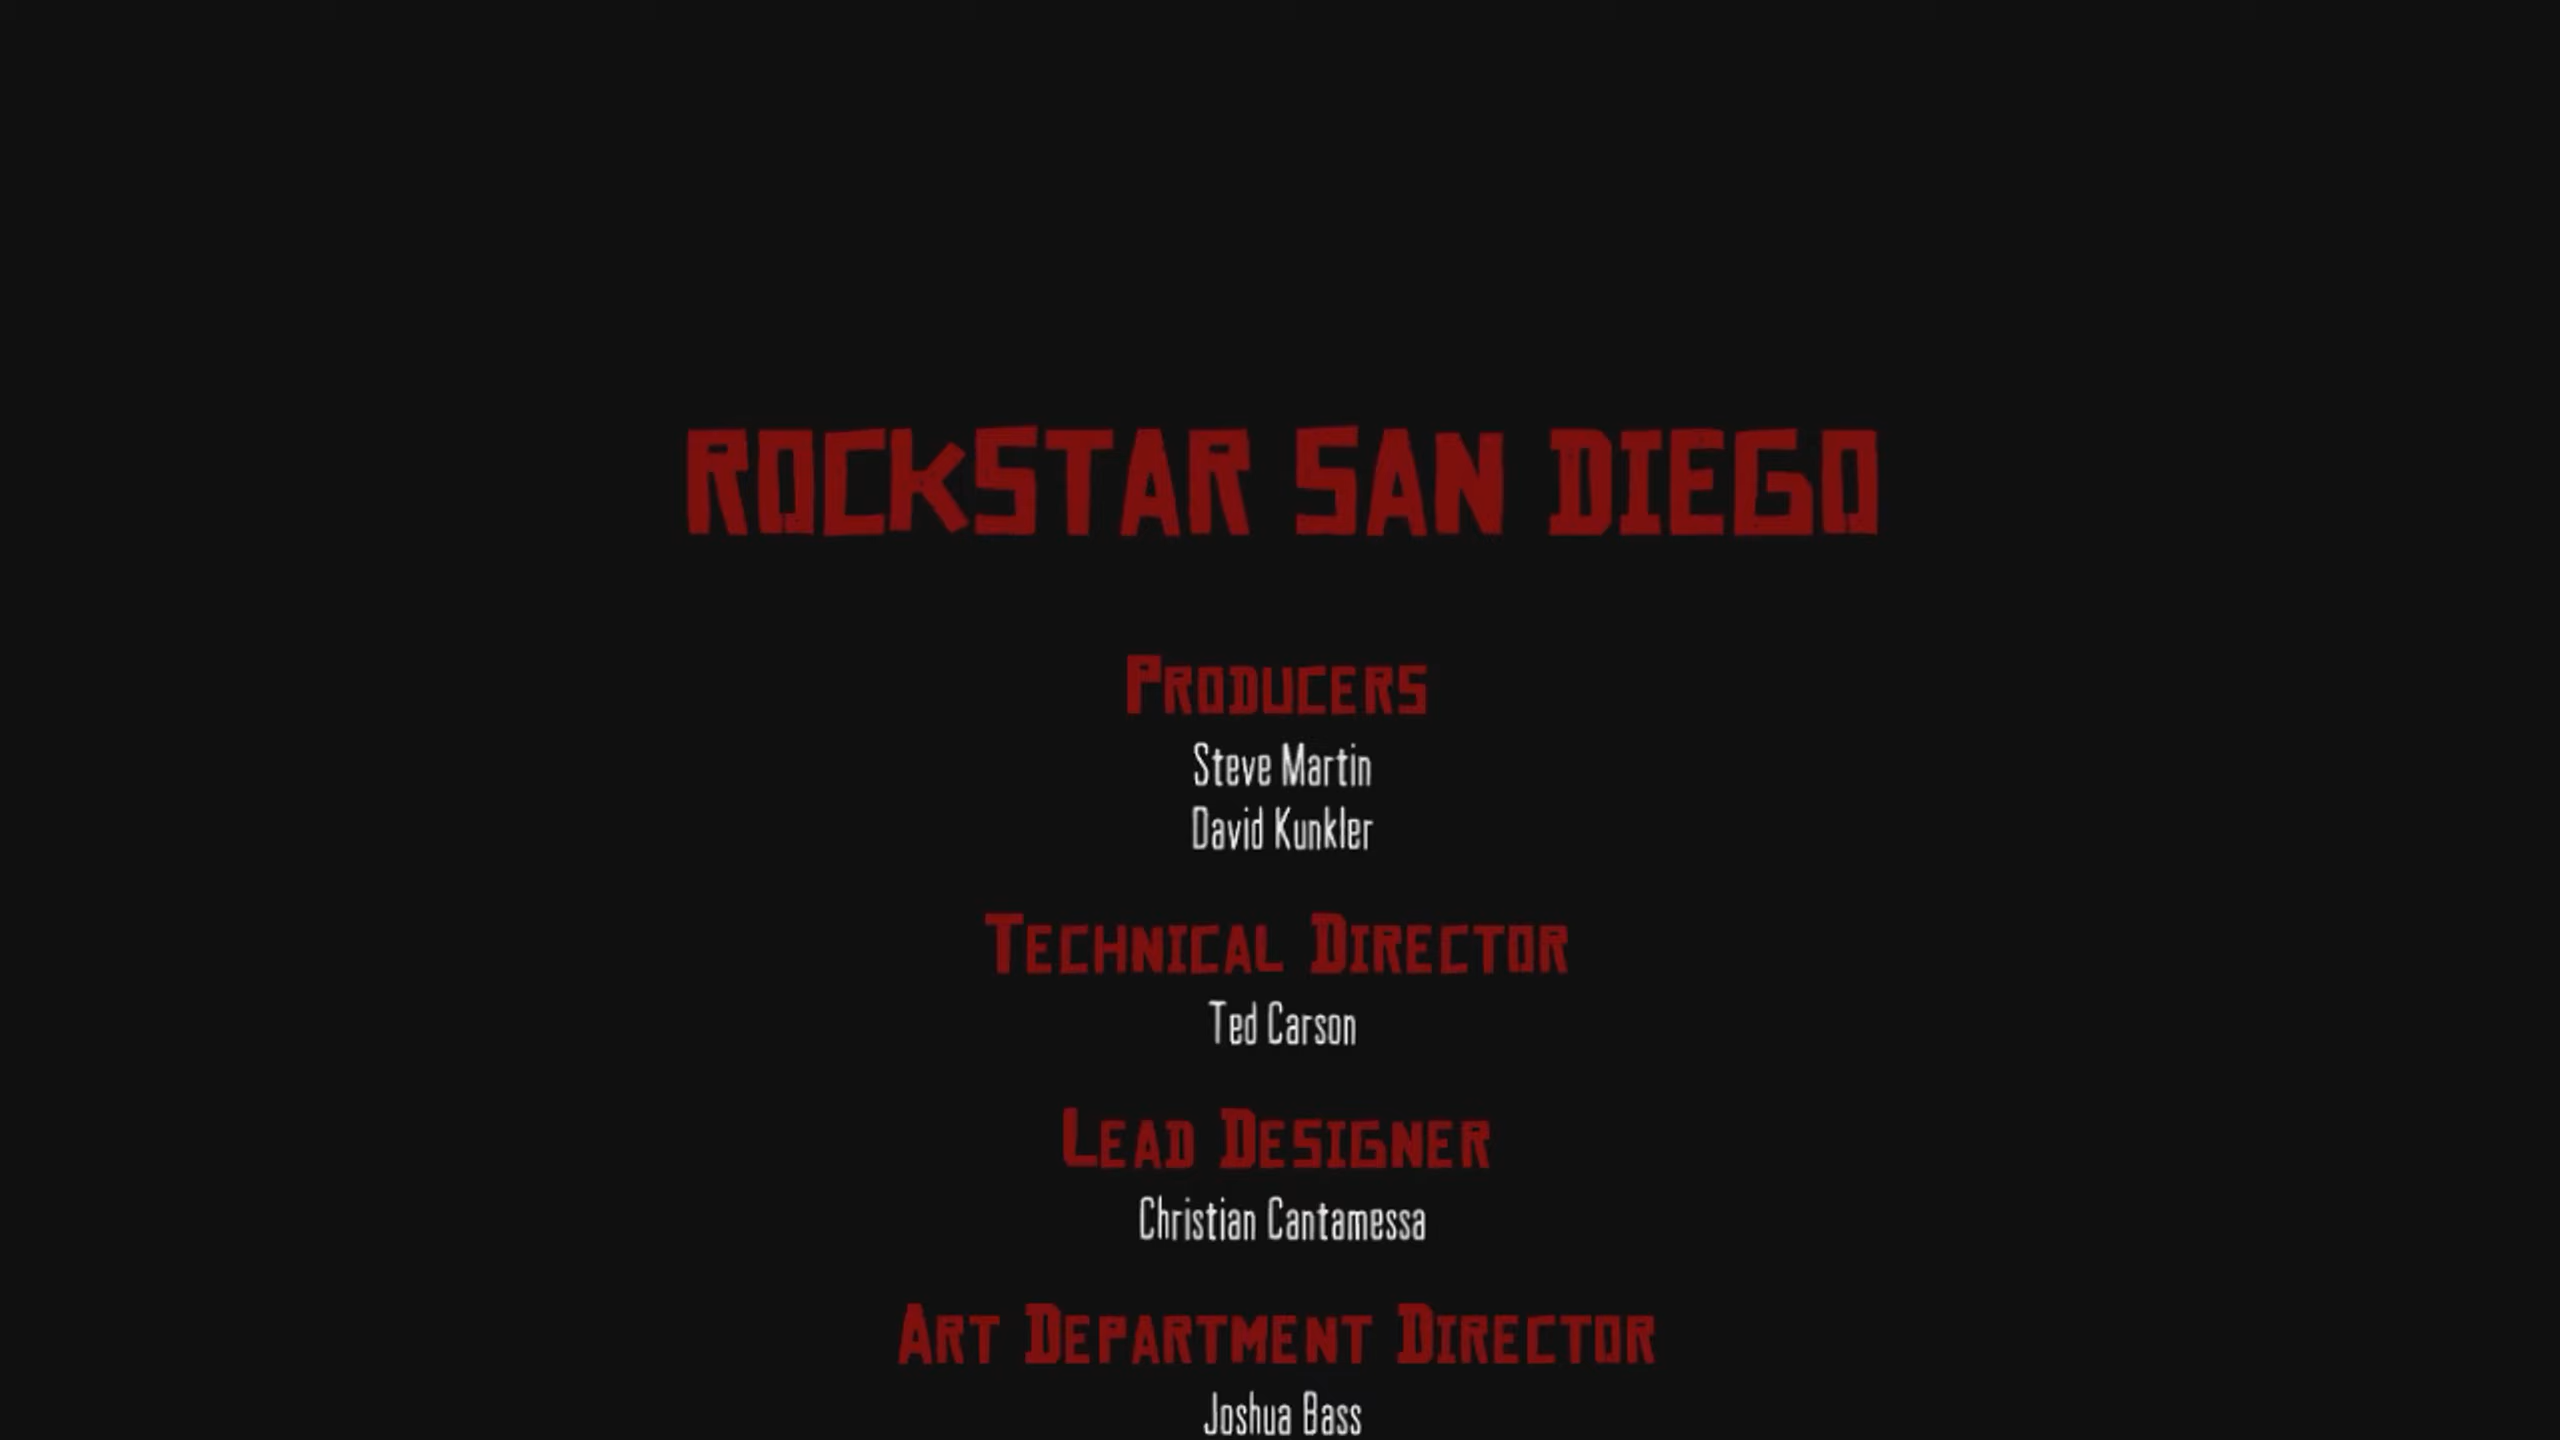 ROCKSTAR SAN DIEGO
PRODUCERS
Steve Martin
David Kunkler
TECHNICAL DIRECTOR
Ted Carson
LEAD DESIGNER
Christian Cantamessa
ART DEPARTMENT DIRECTOR
Joshua Bass